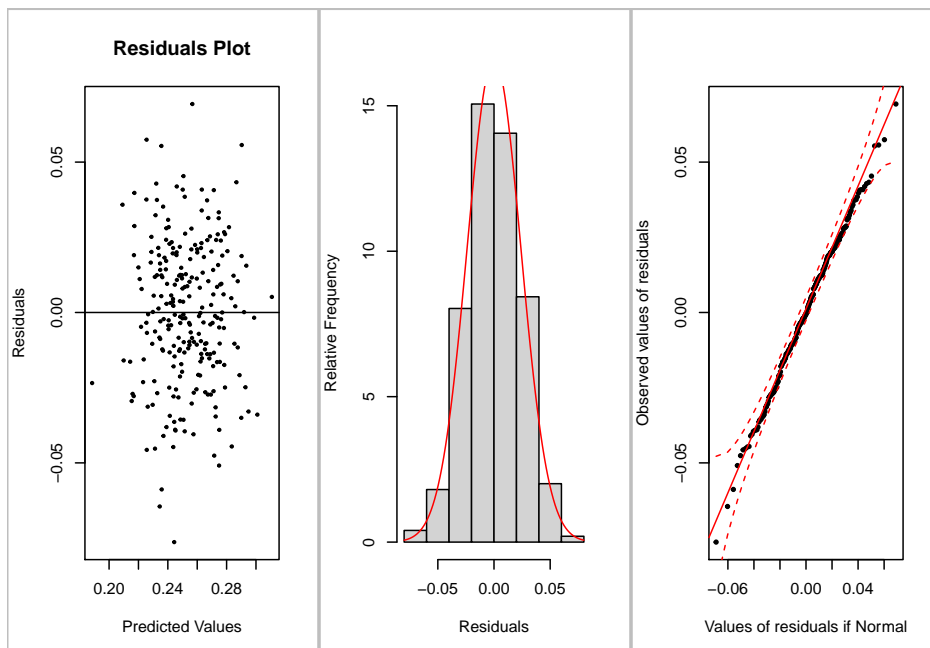 Residuals Plot
Residuals
0.05
0.00
−0.05
0.20
0.24
0.28
Predicted Values
Relative Frequency
15
10
5
0
−0.05
0.00
0.05
Residuals
Observed values of residuals
0.05
0.00
−0.05
−0.06
0.00
0.04
Values of residuals if Normal